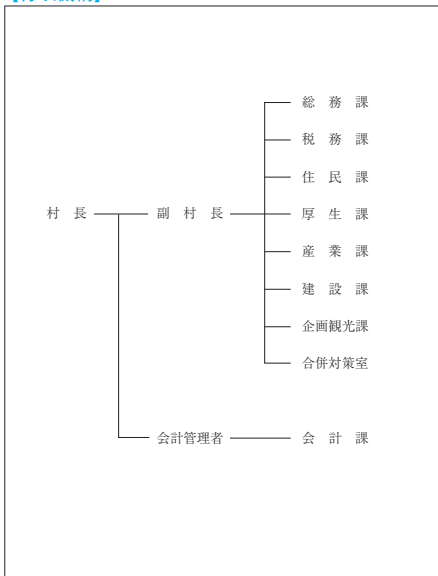 総務課
税務課
住民課
村長 副村長 厚生課
産業課
建設課
企画観光課
合併対策室
会計管理者 会計課